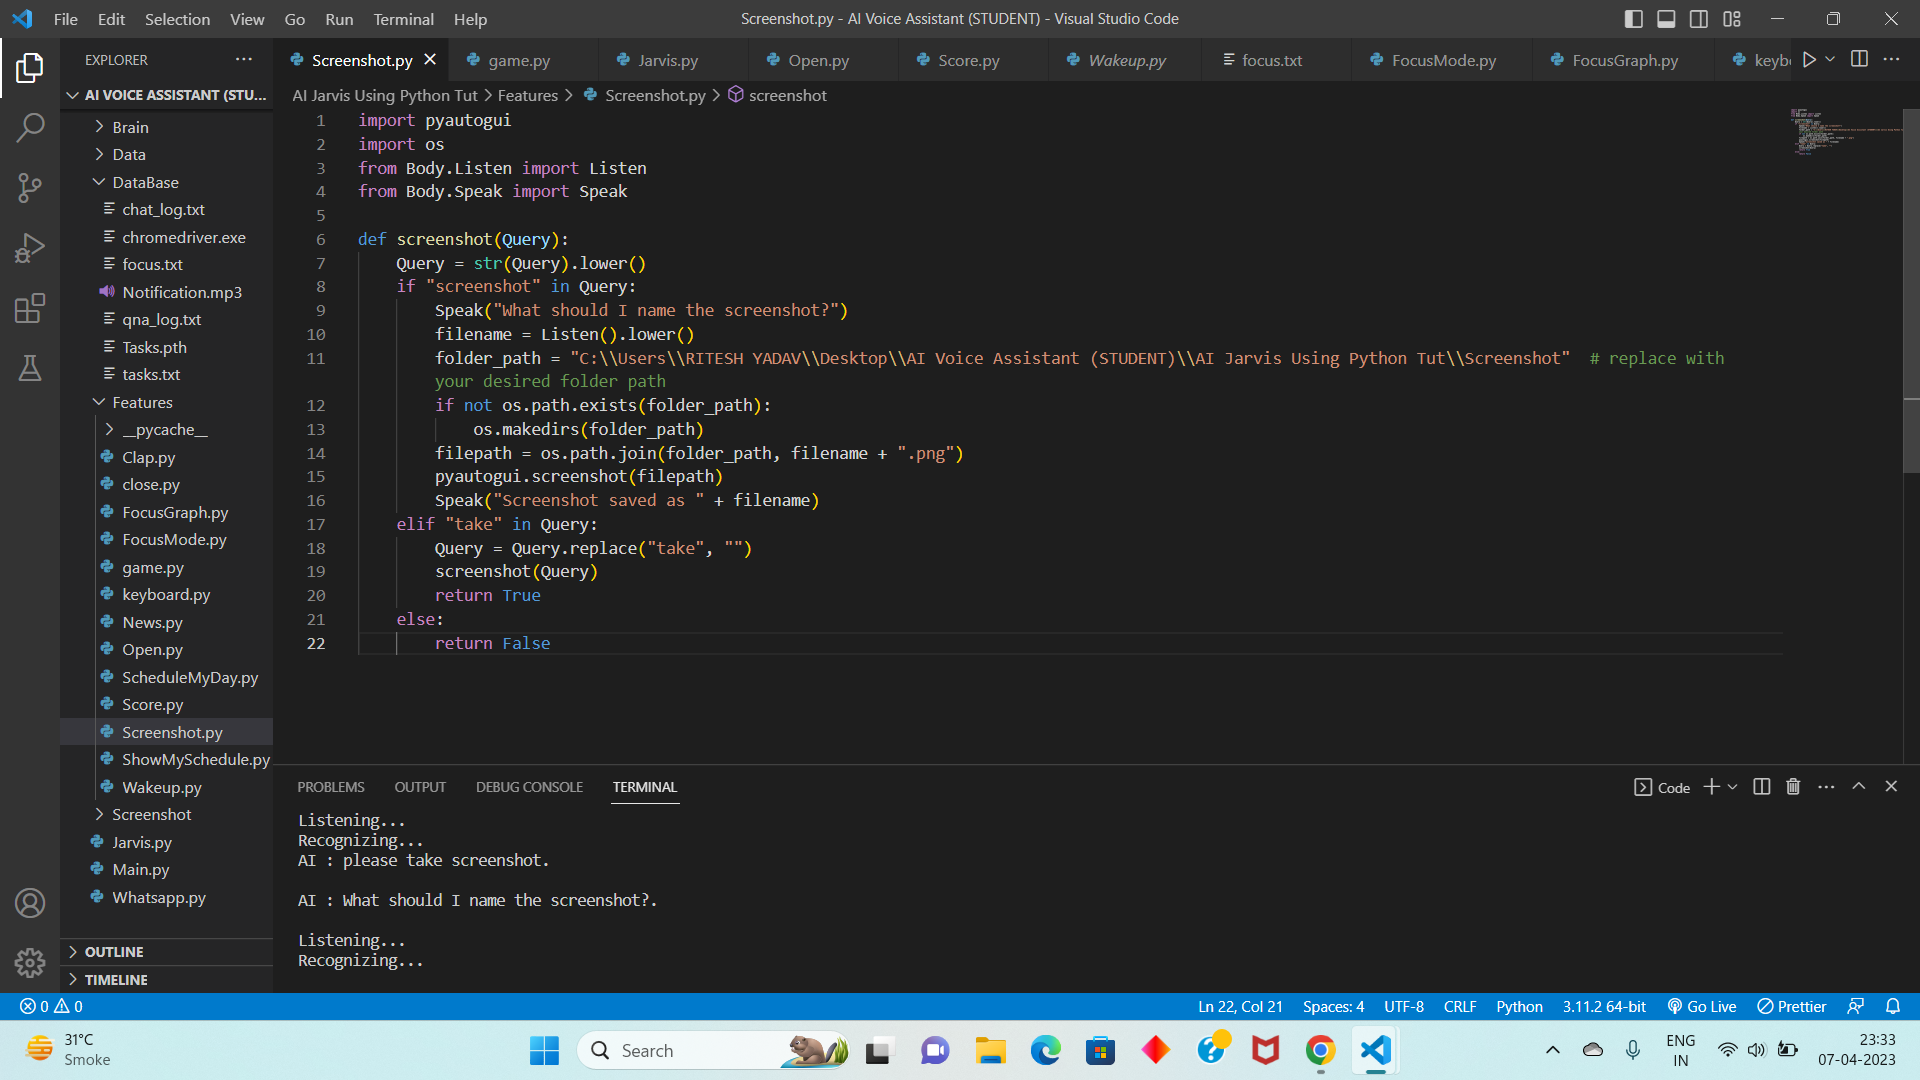 File Edit Selection View Go Run Terminal Help
Screenshot.py - AI Voice Assistant (STUDENT) - Visual Studio Code
EXPLORER
Screenshot.py game.py Jarvis.py Open.py Score.py Wakeup.py focus.txt FocusMode.py FocusGraph.py keyb
AI VOICE ASSISTANT (STU...
AI Jarvis Using Python Tut > Features > Screenshot.py > screenshot
Brain
Data
DataBase
chat_log.txt
chromedriver.exe
focus.txt
Notification.mp3
qna_log.txt
Tasks.pth
tasks.txt
Features
__pycache__
Clap.py
close.py
FocusGraph.py
FocusMode.py
game.py
keyboard.py
News.py
Open.py
ScheduleMyDay.py
Score.py
Screenshot.py
ShowMySchedule.py
Wakeup.py
Screenshot
Jarvis.py
Main.py
Whatsapp.py
OUTLINE
TIMELINE
1 import pyautogui
2 import os
3 from Body.Listen import Listen
4 from Body.Speak import Speak
5
6 def screenshot(Query):
7 Query = str(Query).lower()
8 if "screenshot" in Query:
9 Speak("What should I name the screenshot?")
10 filename = Listen().lower()
11 folder_path = "C:\\Users\\RITESH YADAV\\Desktop\\AI Voice Assistant (STUDENT)\\AI Jarvis Using Python Tut\\Screenshot" # replace with
your desired folder path
12 if not os.path.exists(folder_path):
13 os.makedirs(folder_path)
14 filepath = os.path.join(folder_path, filename + ".png")
15 pyautogui.screenshot(filepath)
16 Speak("Screenshot saved as " + filename)
17 elif "take" in Query:
18 Query = Query.replace("take", "")
19 screenshot(Query)
20 return True
21 else:
22 return False
PROBLEMS OUTPUT DEBUG CONSOLE TERMINAL
Code
Listening...
Recognizing...
AI : please take screenshot.
AI : What should I name the screenshot?.
Listening...
Recognizing...
0 0
Ln 22, Col 21 Spaces: 4 UTF-8 CRLF Python 3.11.2 64-bit Go Live Prettier
31°C
Smoke
Search
ENG
IN
23:33
07-04-2023